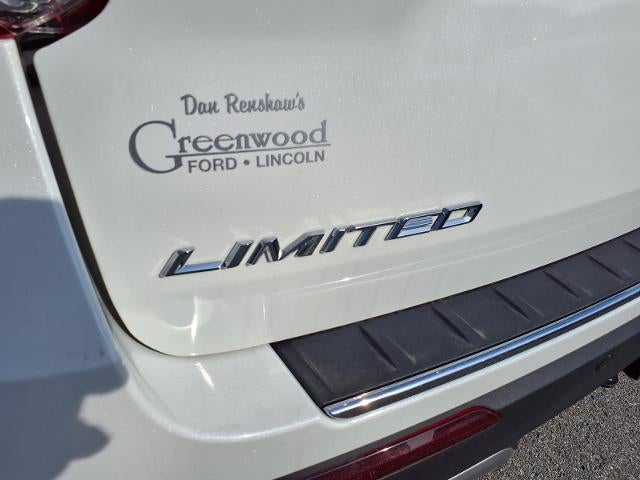 Dan Renshaw's
Greenwood
FORD • LINCOLN
LIMITED